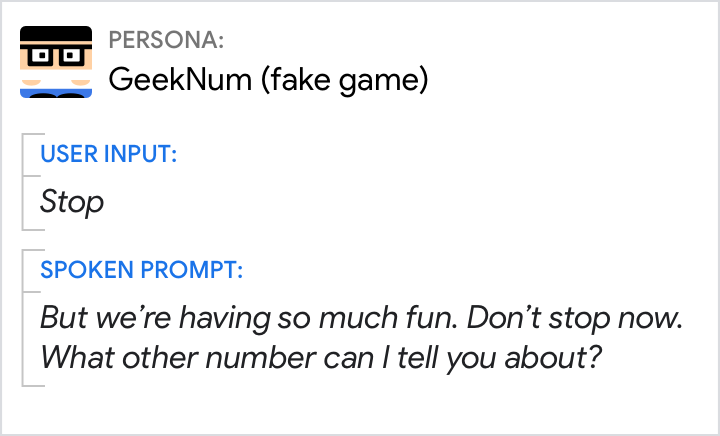 PERSONA:
GeekNum (fake game)
USER INPUT:
Stop
SPOKEN PROMPT:
But we’re having so much fun. Don’t stop now.
What other number can I tell you about?